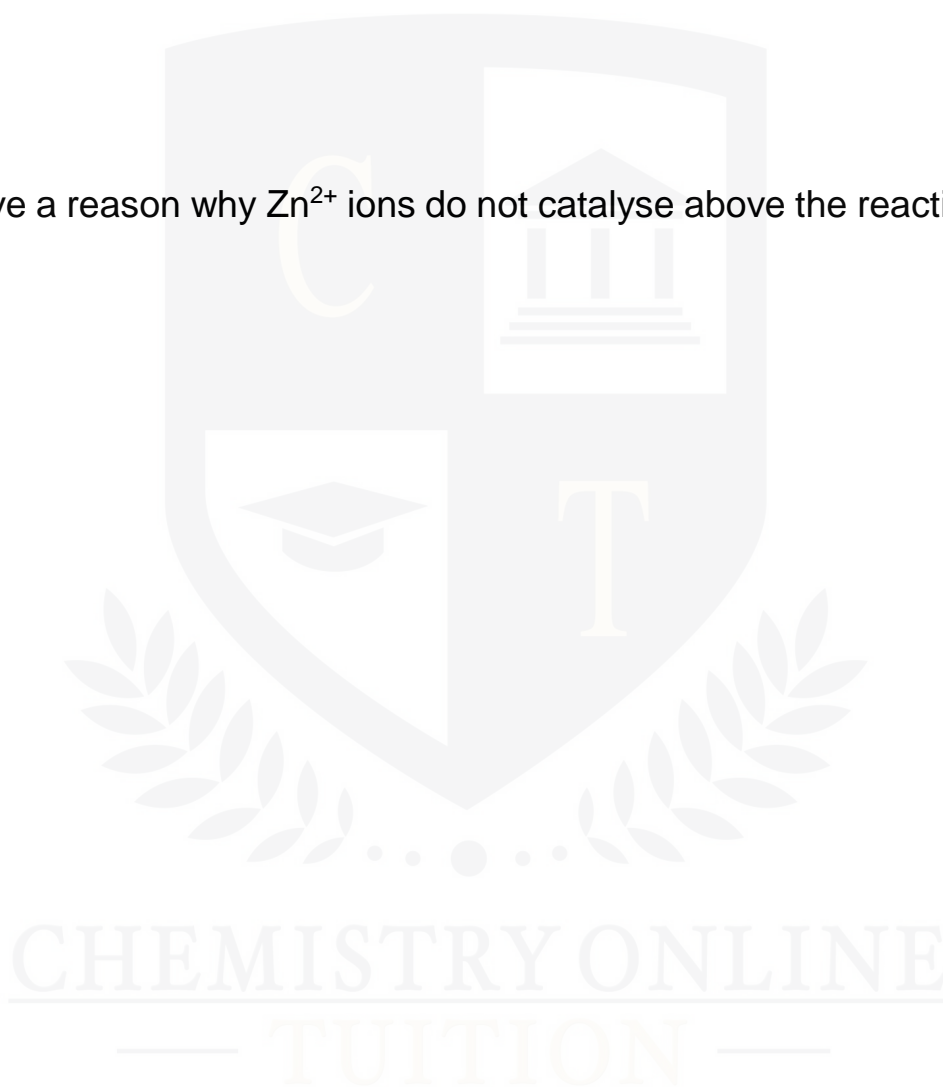 ve a reason why Zn²⁺ ions do not catalyse above the reacti
C
T
CHEMISTRY ONLINE
— TUITION —